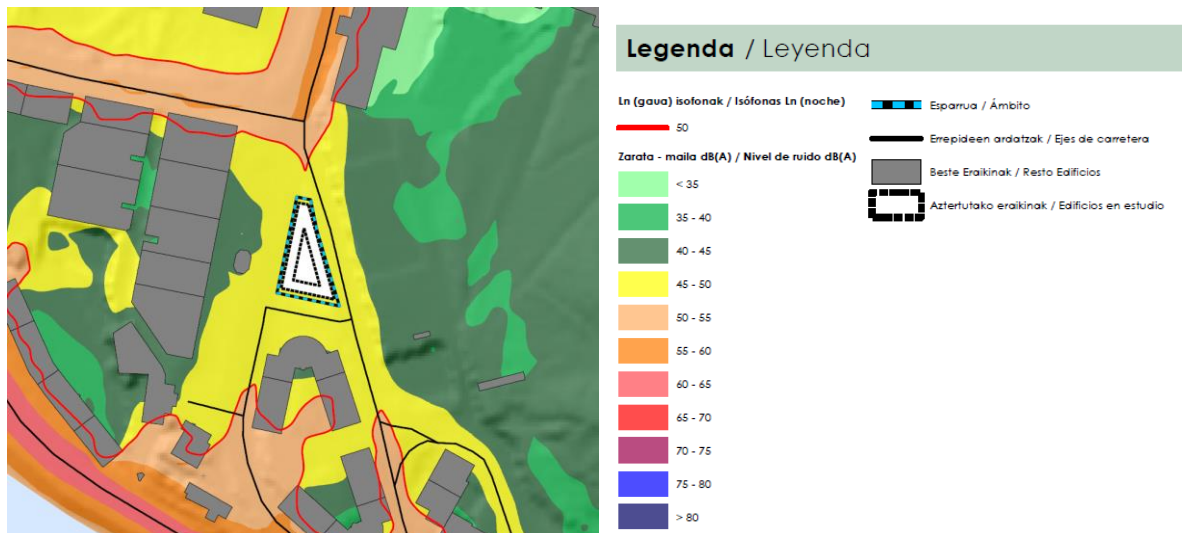 Legenda / Leyenda
Ln (gaua) isofonak / Isófonas Ln (noche)
50
Zarata - maila dB(A) / Nivel de ruido dB(A)
< 35
35 - 40
40 - 45
45 - 50
50 - 55
55 - 60
60 - 65
65 - 70
70 - 75
75 - 80
> 80
Esparrua / Ámbito
Errepideen ardatzak / Ejes de carretera
Beste Eraikinak / Resto Edificios
Aztertutako eraikinak / Edificios en estudio